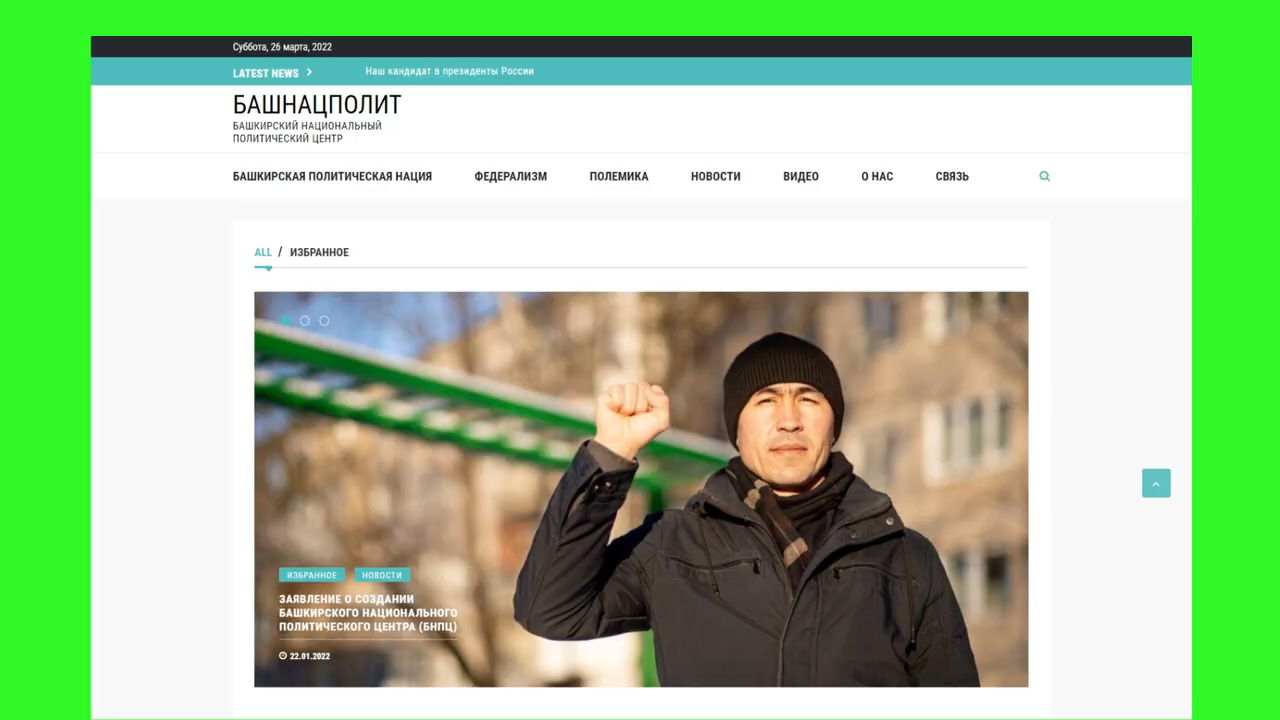 Суббота, 26 марта, 2022
LATEST NEWS
Наш кандидат в президенты России
БАШНАЦПОЛИТ
БАШКИРСКИЙ НАЦИОНАЛЬНЫЙ
ПОЛИТИЧЕСКИЙ ЦЕНТР
БАШКИРСКАЯ ПОЛИТИЧЕСКАЯ НАЦИЯ ФЕДЕРАЛИЗМ ПОЛЕМИКА НОВОСТИ ВИДЕО О НАС СВЯЗЬ
ALL / ИЗБРАННОЕ
ИЗБРАННОЕ НОВОСТИ
ЗАЯВЛЕНИЕ О СОЗДАНИИ
БАШКИРСКОГО НАЦИОНАЛЬНОГО
ПОЛИТИЧЕСКОГО ЦЕНТРА (БНПЦ)
22.01.2022